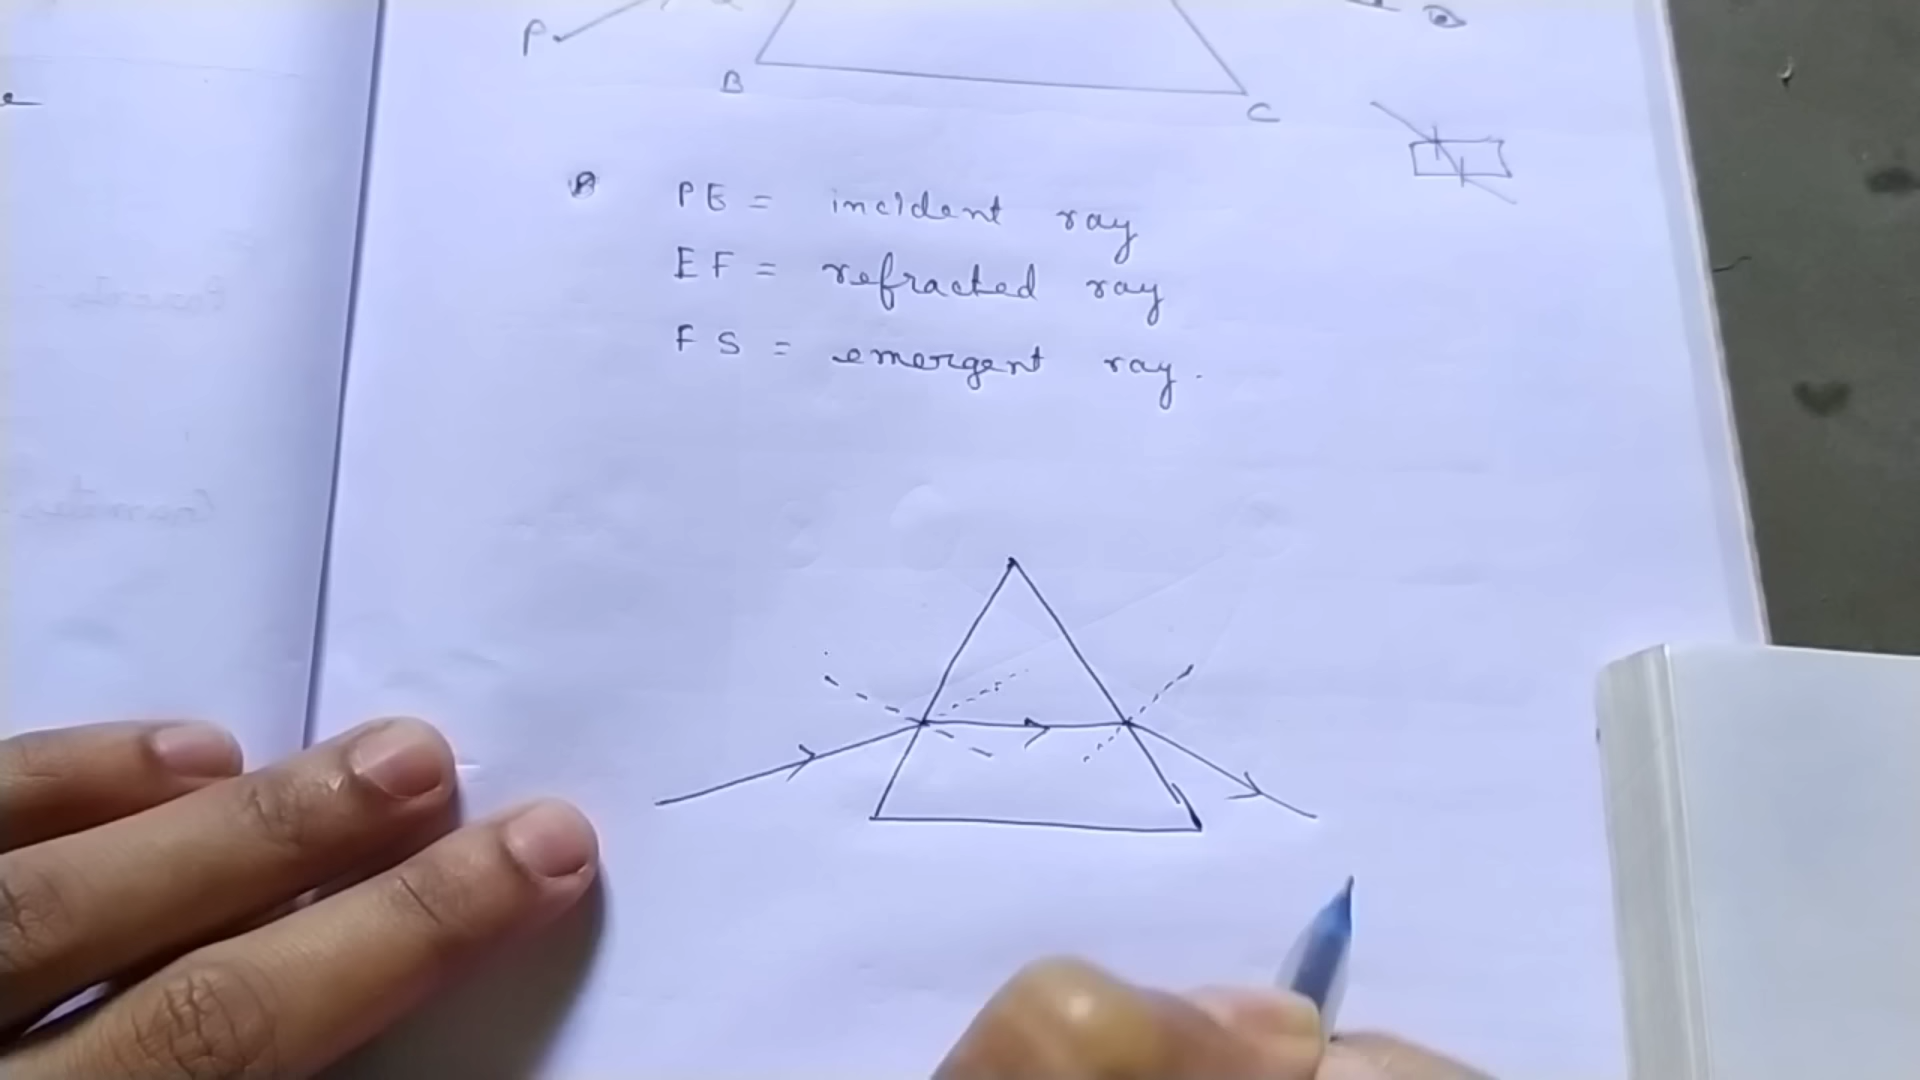 P
B
C
PE = incident ray
EF = refracted ray
FS = emergent ray.